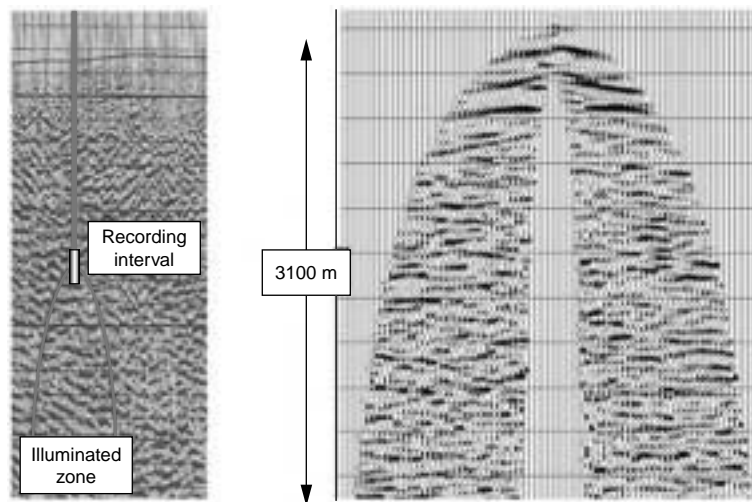 Recording
interval
3100 m
Illuminated
zone